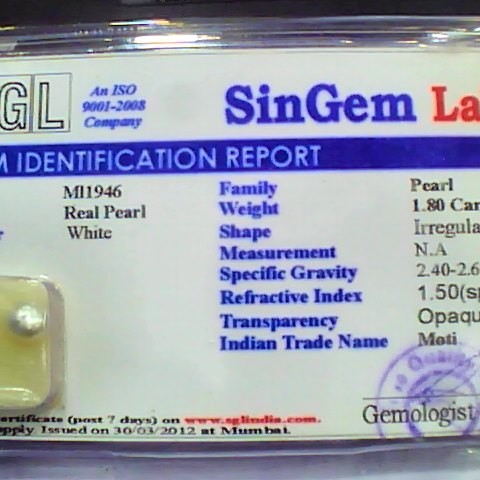 GL
An ISO
9001-2008
Company
SinGem La
M IDENTIFICATION REPORT
MI1946
Real Pearl
White
Family Pearl
Weight 1.80 Car
Shape Irregula
Measurement N.A
Specific Gravity 2.40-2.6
Refractive Index 1.50(sp
Transparency Opaqu
Indian Trade Name Moti
Gemologist
ertificate (post 7 days) on www.sglindia.com.
pply Issued on 30/03/2012 at Mumbai.